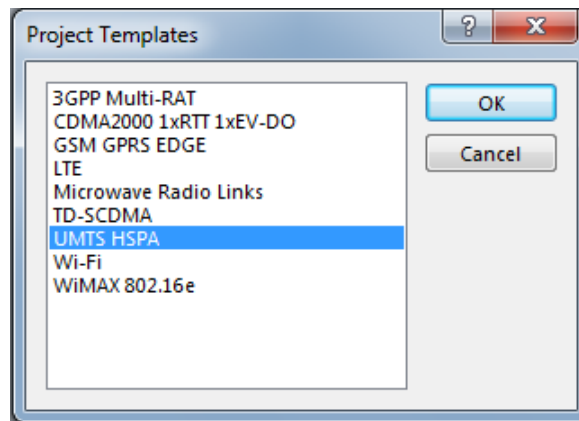 Project Templates
?
X
3GPP Multi-RAT
CDMA2000 1xRTT 1xEV-DO
GSM GPRS EDGE
LTE
Microwave Radio Links
TD-SCDMA
UMTS HSPA
Wi-Fi
WiMAX 802.16e
OK
Cancel